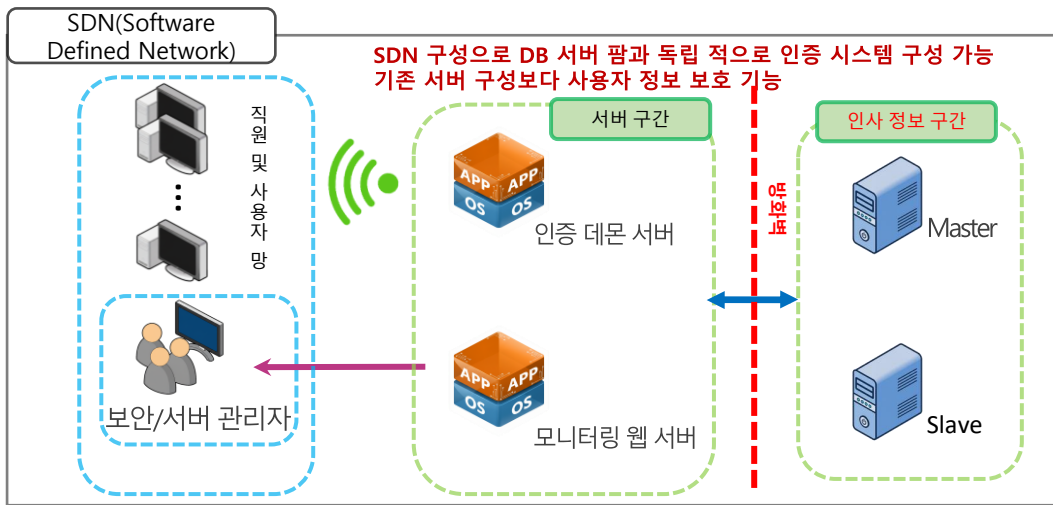 SDN(Software
Defined Network)
SDN 구성으로 DB 서버 팜과 독립 적으로 인증 시스템 구성 가능
기존 서버 구성보다 사용자 정보 보호 기능
직원 및 사용자 망
서버 구간
인사 정보 구간
APP APP
OS OS
인증 데몬 서버
방화벽
Master
보안/서버 관리자
APP APP
OS OS
모니터링 웹 서버
Slave